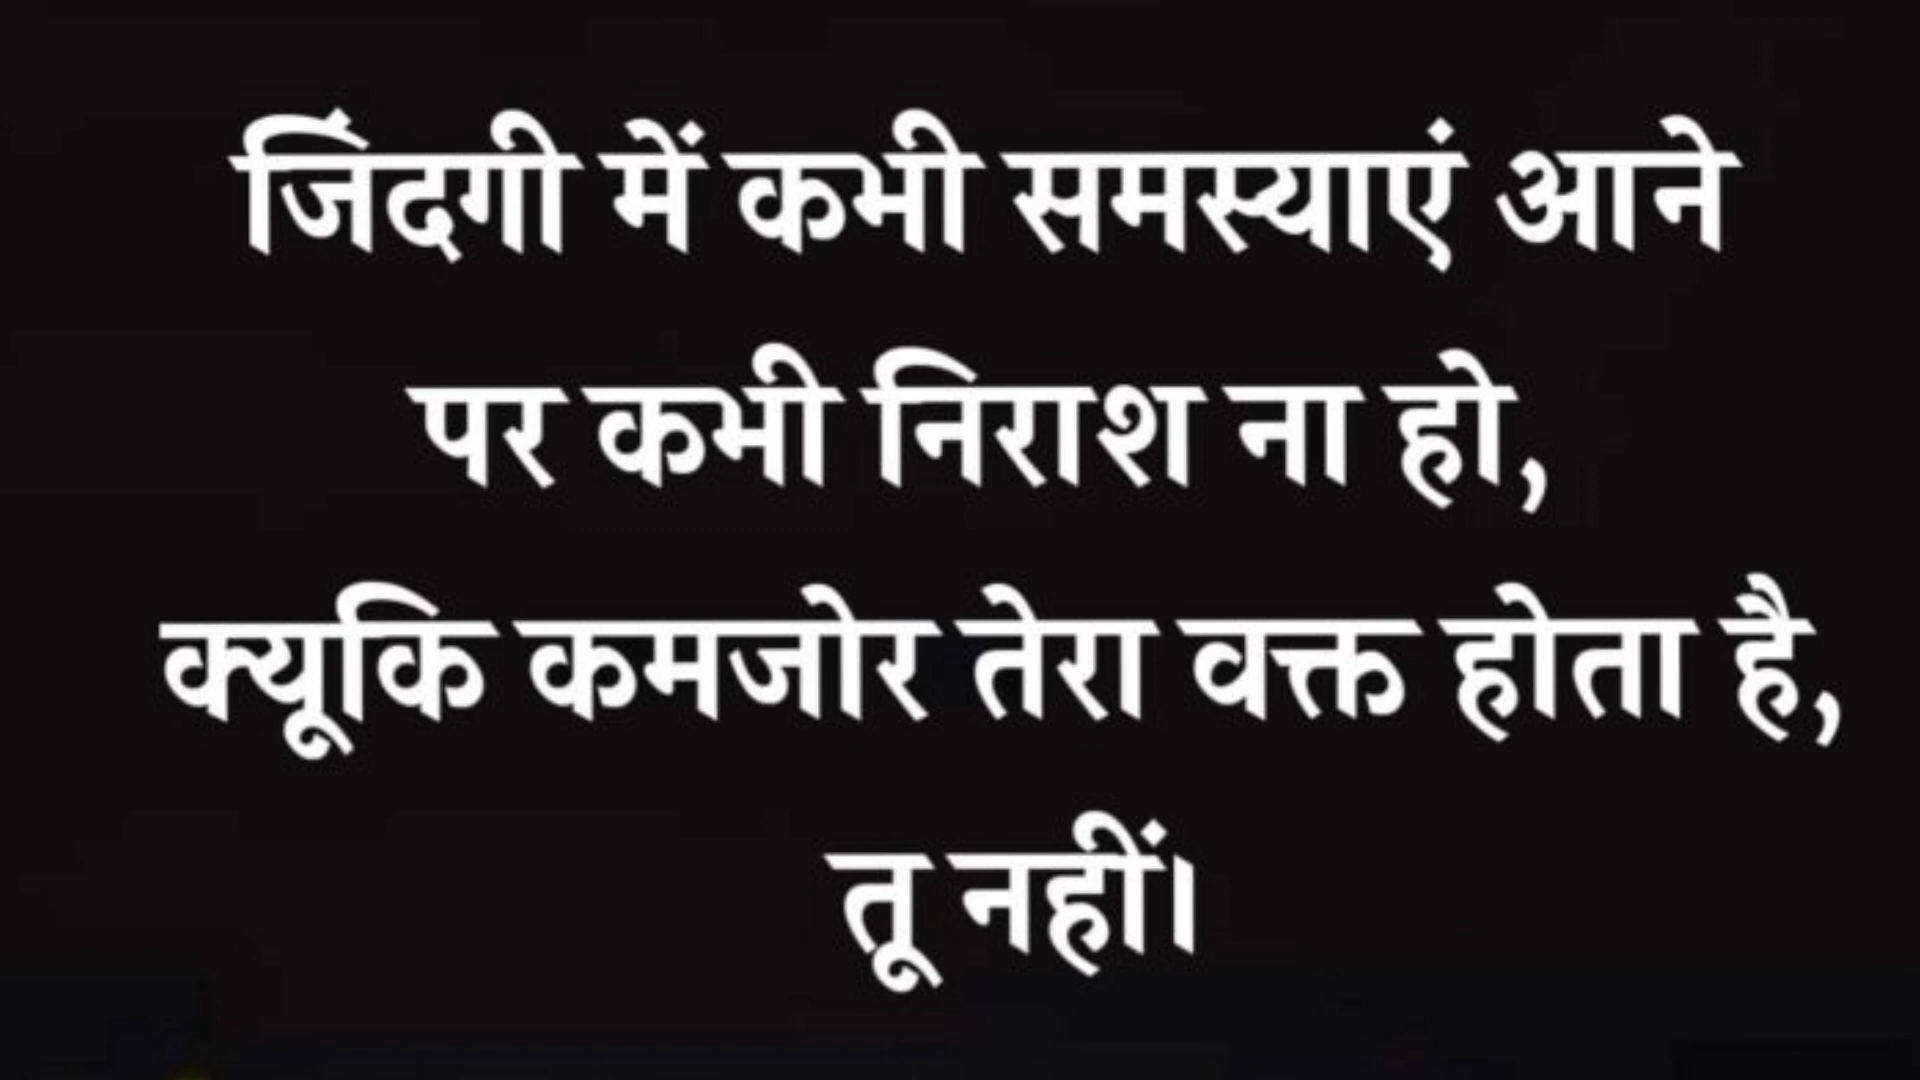 जिंदगी में कभी समस्याएं आने
पर कभी निराश ना हो,
क्यूकि कमजोर तेरा वक्त होता है,
तू नहीं।